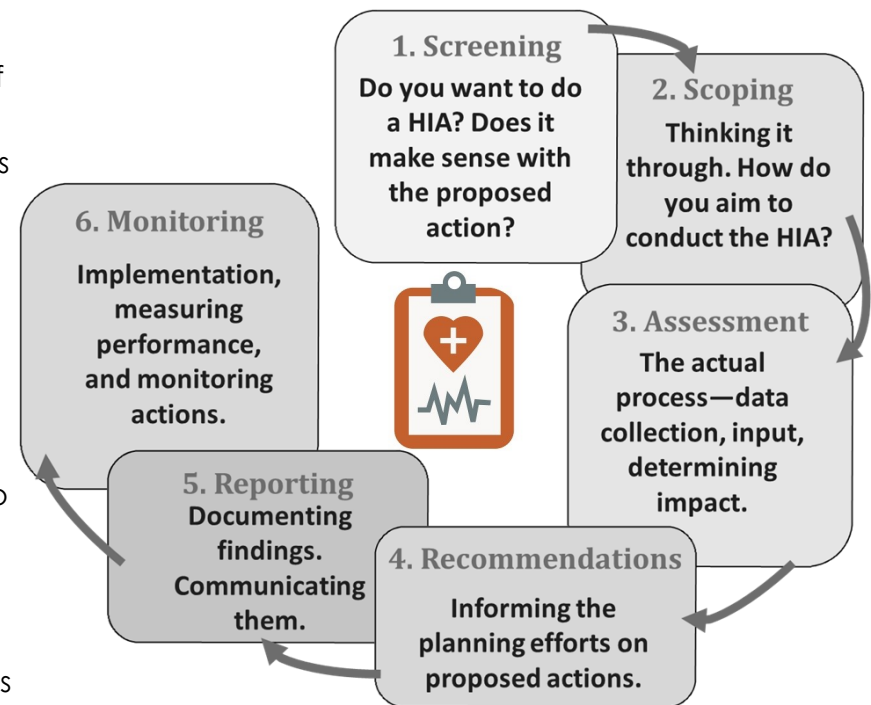 f
s
o
s
1. Screening
Do you want to do
a HIA? Does it
make sense with
the proposed
action?
2. Scoping
Thinking it
through. How do
you aim to
conduct the HIA?
3. Assessment
The actual
process—data
collection, input,
determining
impact.
4. Recommendations
Informing the
planning efforts on
proposed actions.
5. Reporting
Documenting
findings.
Communicating
them.
6. Monitoring
Implementation,
measuring
performance,
and monitoring
actions.